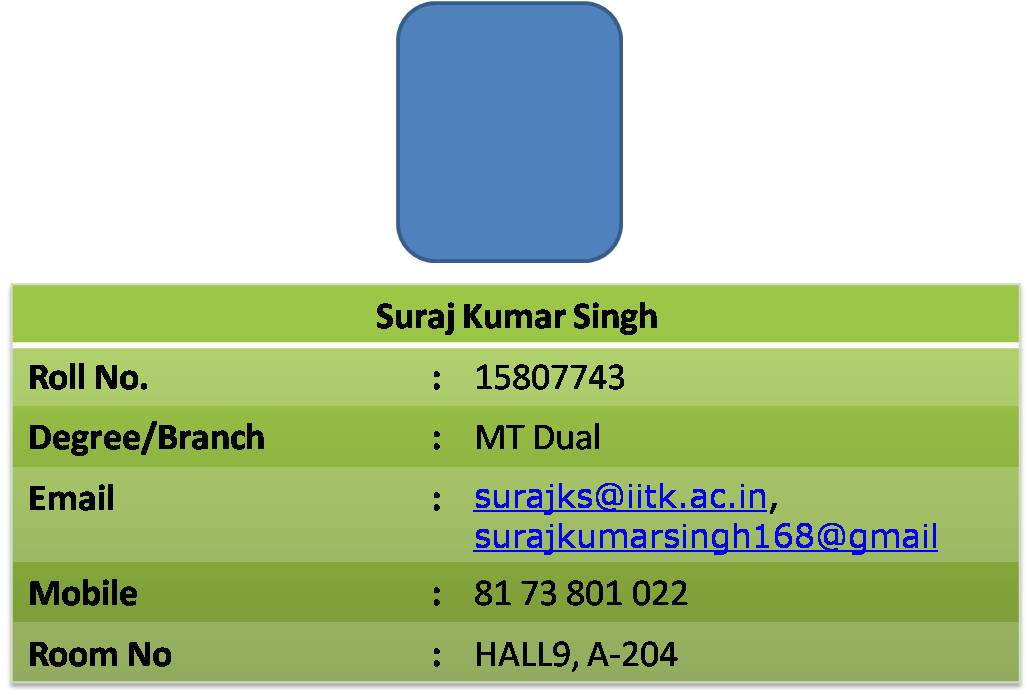 Suraj Kumar Singh
Roll No. : 15807743
Degree/Branch : MT Dual
Email : surajks@iitk.ac.in,
surajkumarsingh168@gmail
Mobile : 81 73 801 022
Room No : HALL9, A-204